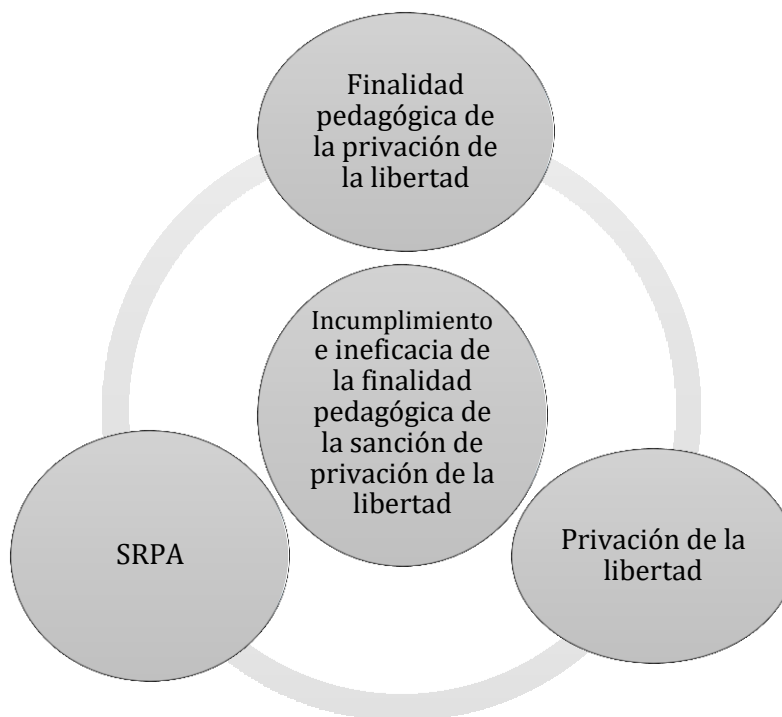 Finalidad
pedagógica de
la privación de
la libertad
Incumplimiento
e ineficacia de
la finalidad
pedagógica de
la sanción de
privación de la
libertad
SRPA
Privación de la
libertad